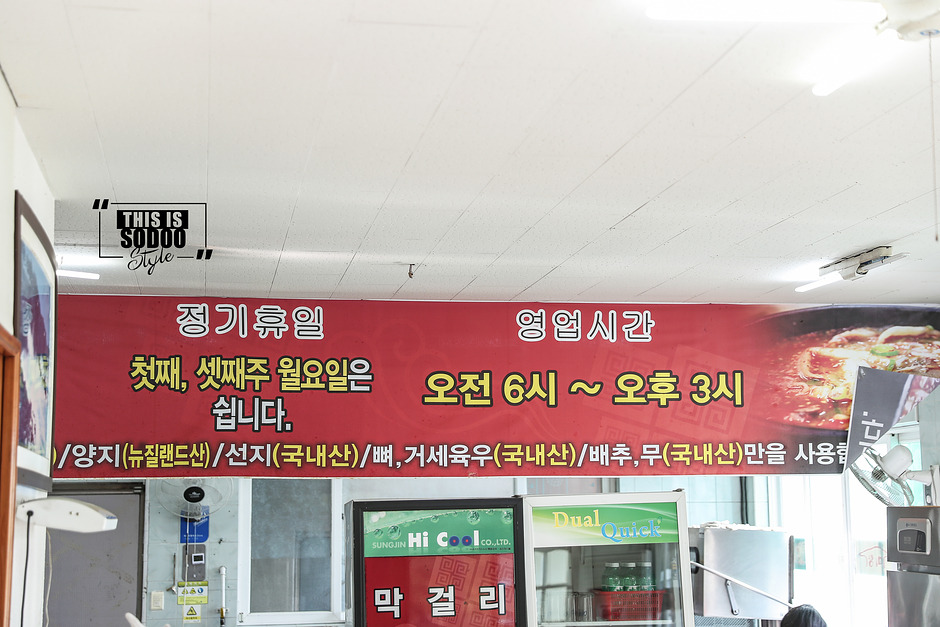 THIS IS
SODOO
Style
정기휴일
영업시간
첫째, 셋째주 월요일은
쉽니다.
오전 6시 ~ 오후 3시
)/양지(뉴질랜드산)/선지(국내산)/뼈,거세육우(국내산)/배추,무(국내산)만을 사용합
니다
SUNGJIN Hi Cool CO.,LTD.
막걸리
Dual Quick